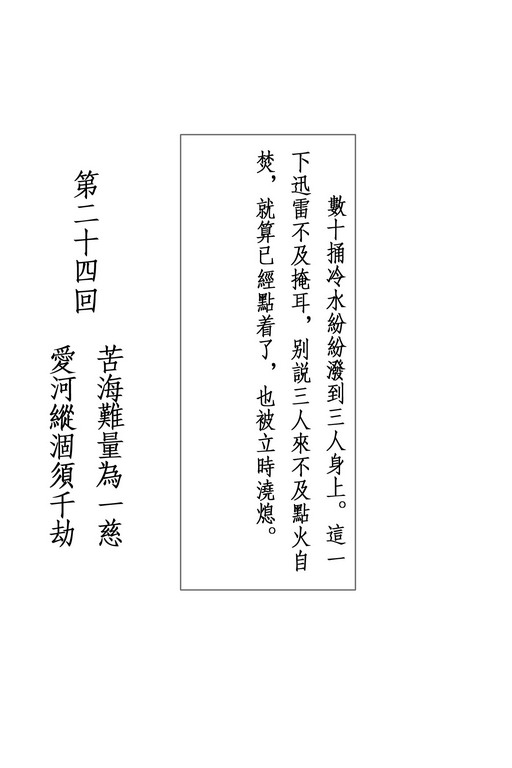 數十捅冷水紛紛潑到三人身上。這一
下迅雷不及掩耳，别説三人來不及點火自
焚，就算已經點着了，也被立時澆熄。
第二十四回
愛河縱涸須千劫
苦海難量為一慈